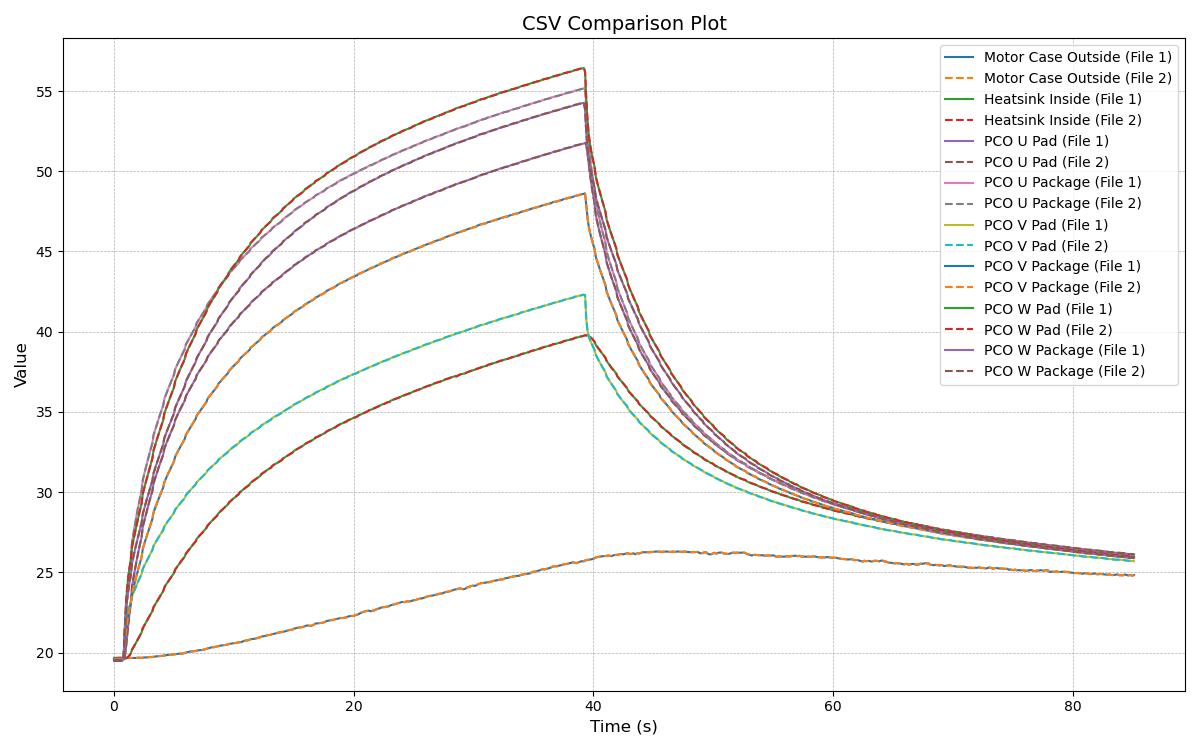 CSV Comparison Plot
Motor Case Outside (File 1)
Motor Case Outside (File 2)
Heatsink Inside (File 1)
Heatsink Inside (File 2)
PCO U Pad (File 1)
PCO U Pad (File 2)
PCO U Package (File 1)
PCO U Package (File 2)
PCO V Pad (File 1)
PCO V Pad (File 2)
PCO V Package (File 1)
PCO V Package (File 2)
PCO W Pad (File 1)
PCO W Pad (File 2)
PCO W Package (File 1)
PCO W Package (File 2)
Value
55
50
45
40
35
30
25
20
0 20 40 60 80
Time (s)